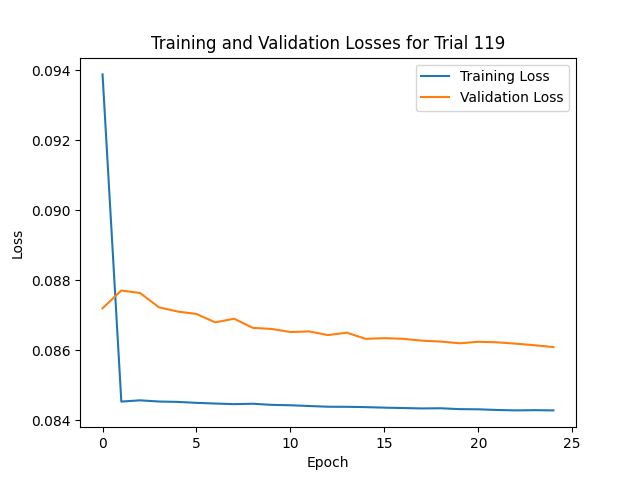 Training and Validation Losses for Trial 119
Training Loss
Validation Loss
0.094
0.092
0.090
0.088
0.086
0.084
Loss
0
5
10
15
20
25
Epoch